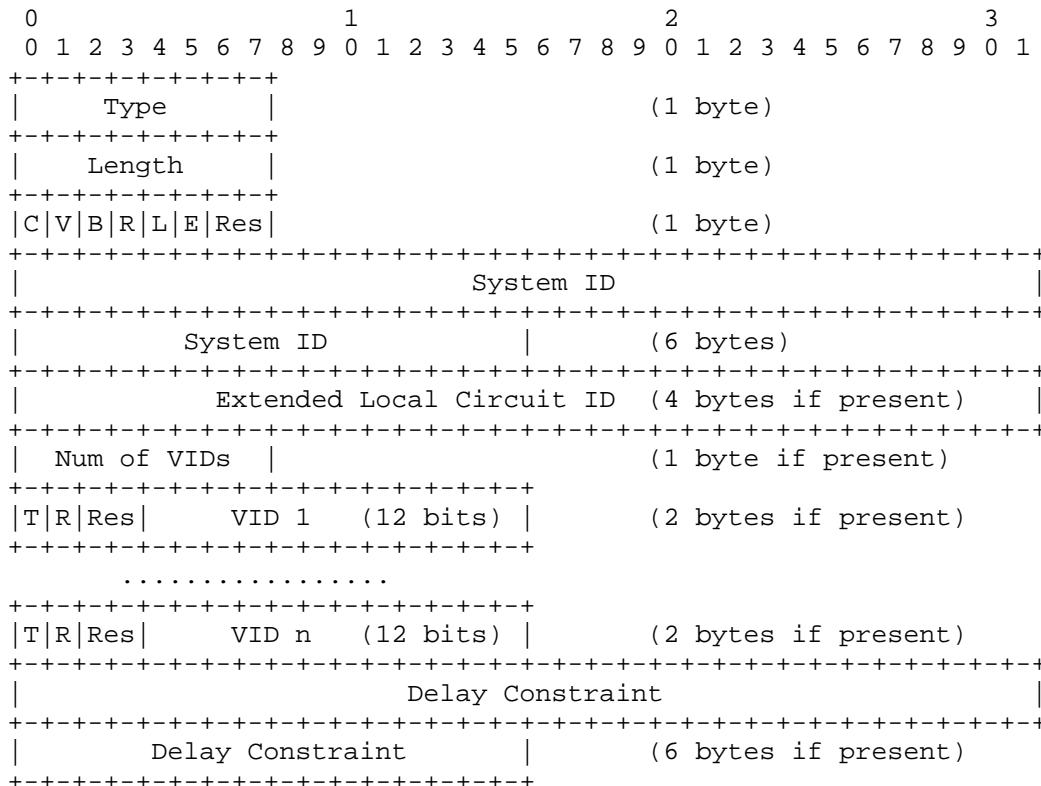 0                   1                   2                   3
 0 1 2 3 4 5 6 7 8 9 0 1 2 3 4 5 6 7 8 9 0 1 2 3 4 5 6 7 8 9 0 1
+-+-+-+-+-+-+-+-+
|     Type      |                       (1 byte)
+-+-+-+-+-+-+-+-+
|    Length     |                       (1 byte)
+-+-+-+-+-+-+-+-+
|C|V|B|R|L|E|Res|                       (1 byte)
+-+-+-+-+-+-+-+-+-+-+-+-+-+-+-+-+-+-+-+-+-+-+-+-+-+-+-+-+-+-+-+-+
|                            System ID                          |
+-+-+-+-+-+-+-+-+-+-+-+-+-+-+-+-+-+-+-+-+-+-+-+-+-+-+-+-+-+-+-+-+
|          System ID            |       (6 bytes)
+-+-+-+-+-+-+-+-+-+-+-+-+-+-+-+-+-+-+-+-+-+-+-+-+-+-+-+-+-+-+-+-+
|            Extended Local Circuit ID  (4 bytes if present)    |
+-+-+-+-+-+-+-+-+-+-+-+-+-+-+-+-+-+-+-+-+-+-+-+-+-+-+-+-+-+-+-+-+
|  Num of VIDs  |                       (1 byte if present)
+-+-+-+-+-+-+-+-+-+-+-+-+-+-+-+-+
|T|R|Res|     VID 1   (12 bits) |       (2 bytes if present)
+-+-+-+-+-+-+-+-+-+-+-+-+-+-+-+-+
       .................
+-+-+-+-+-+-+-+-+-+-+-+-+-+-+-+-+
|T|R|Res|     VID n   (12 bits) |       (2 bytes if present)
+-+-+-+-+-+-+-+-+-+-+-+-+-+-+-+-+-+-+-+-+-+-+-+-+-+-+-+-+-+-+-+-+
|                        Delay Constraint                       |
+-+-+-+-+-+-+-+-+-+-+-+-+-+-+-+-+-+-+-+-+-+-+-+-+-+-+-+-+-+-+-+-+
|        Delay Constraint       |       (6 bytes if present)
+-+-+-+-+-+-+-+-+-+-+-+-+-+-+-+-+